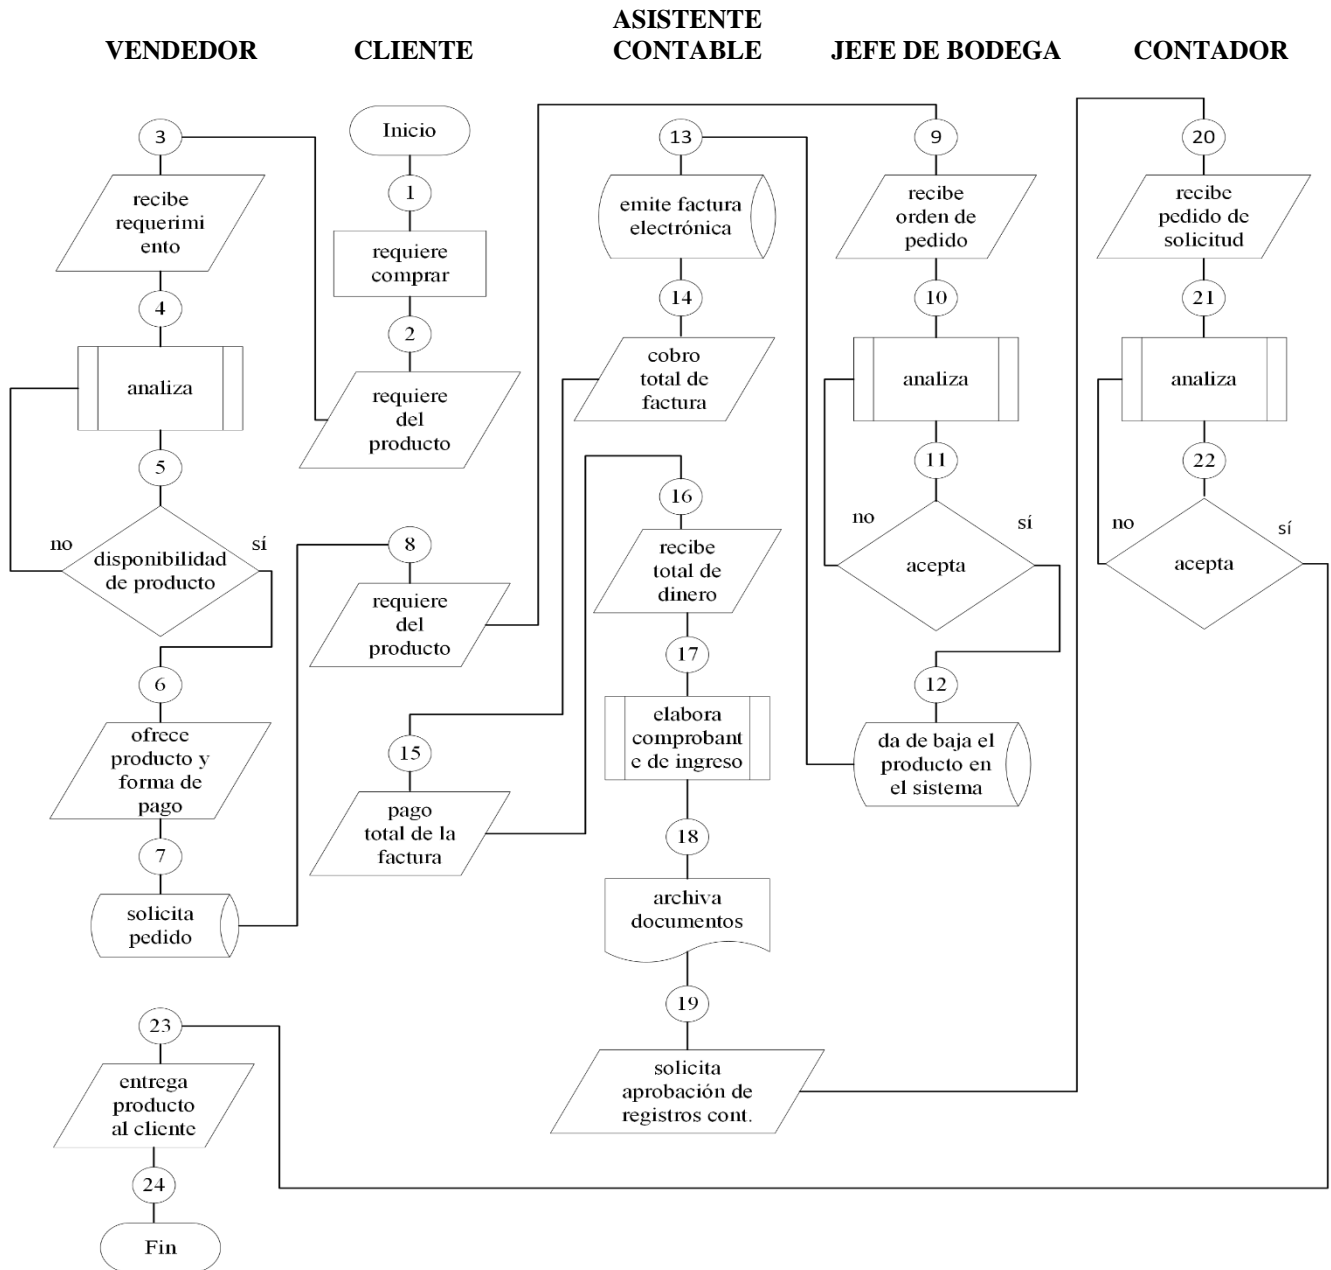 VENDEDOR
CLIENTE
ASISTENTE
CONTABLE
JEFE DE BODEGA
CONTADOR
Inicio
1
requiere
comprar
2
requiere
del
producto
3
recibe
requerimi
ento
4
analiza
5
disponibilidad
de producto
no
sí
6
ofrece
producto y
forma de
pago
7
solicita
pedido
8
requiere
del
producto
9
recibe
orden de
pedido
10
analiza
11
acepta
no
sí
12
da de baja el
producto en
el sistema
13
emite factura
electrónica
14
cobro
total de
factura
15
pago
total de la
factura
16
recibe
total de
dinero
17
elabora
comprobant
e de ingreso
18
archiva
documentos
19
solicita
aprobación de
registros cont.
20
recibe
pedido de
solicitud
21
analiza
22
acepta
no
sí
23
entrega
producto
al cliente
24
Fin